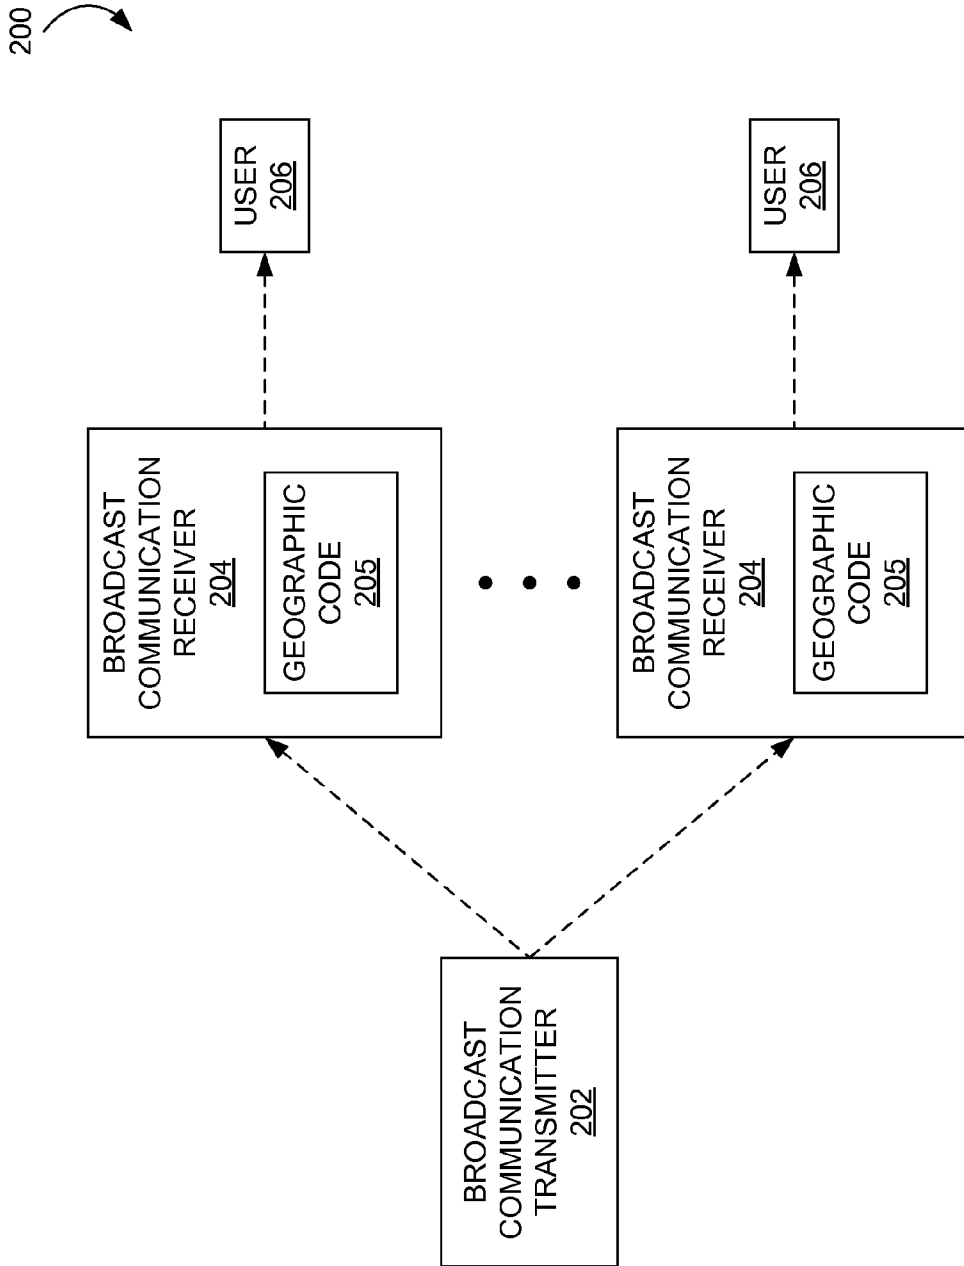 200
USER
206
USER
206
BROADCAST
COMMUNICATION
RECEIVER
204
GEOGRAPHIC
CODE
205
BROADCAST
COMMUNICATION
RECEIVER
204
GEOGRAPHIC
CODE
205
BROADCAST
COMMUNICATION
TRANSMITTER
202